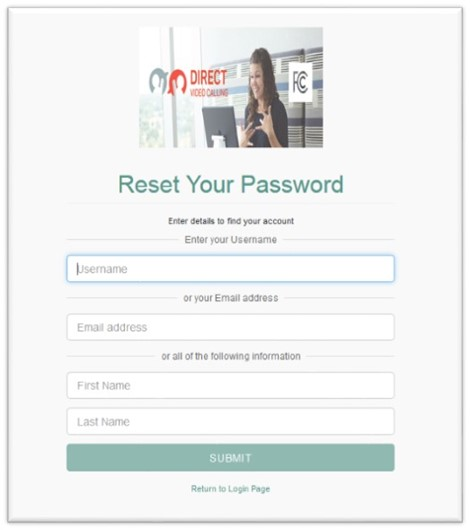 DIRECT
VIDEO CALLING
FCC
Reset Your Password
Enter details to find your account
Enter your Username
Username
or your Email address
Email address
or all of the following information
First Name
Last Name
SUBMIT
Return to Login Page